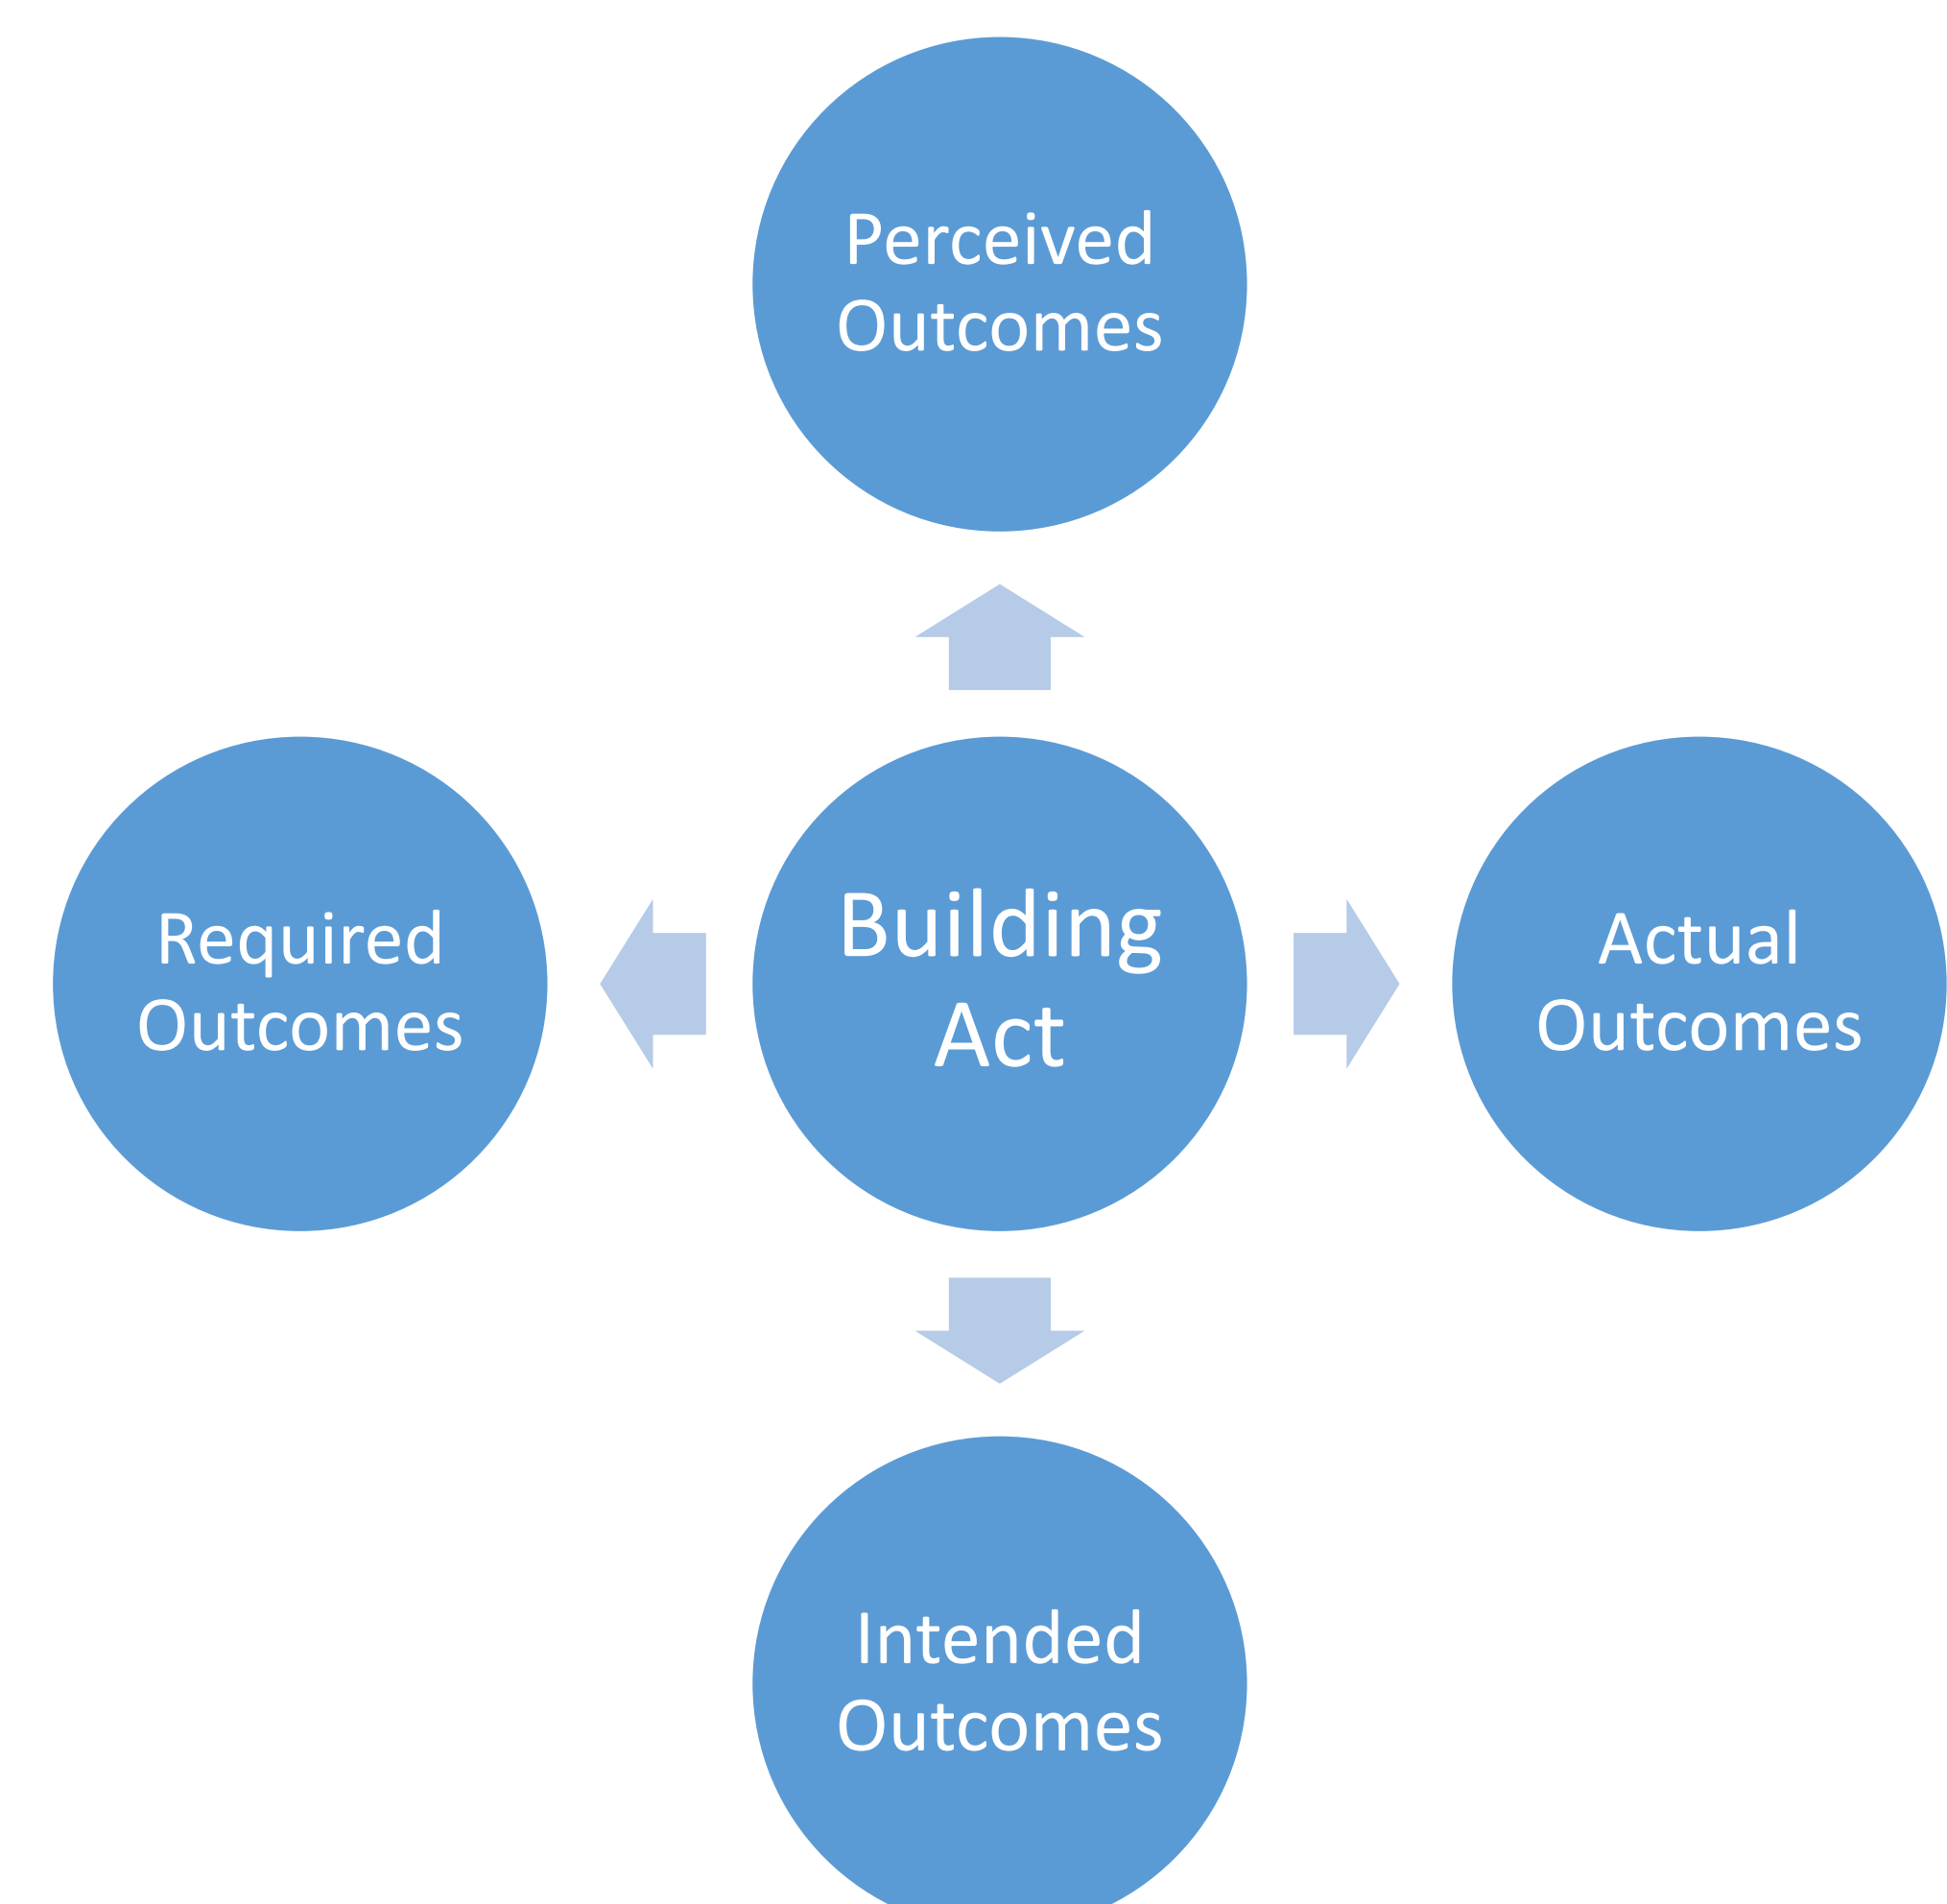 Perceived
Outcomes
Required
Outcomes
Building
Act
Actual
Outcomes
Intended
Outcomes